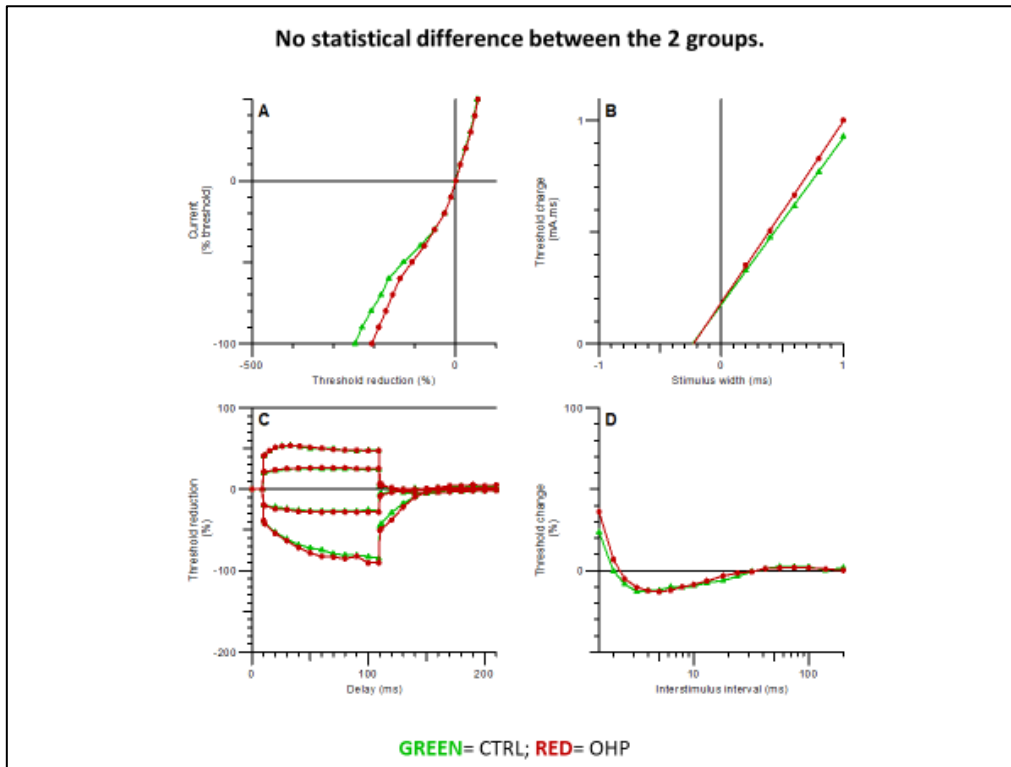 No statistical difference between the 2 groups.
A
0
-100
Current
(% threshold)
-500
0
Threshold reduction (%)
B
1
0
Threshold charge
(mA.ms)
-1
0
1
Stimulus width (ms)
C
100
0
-100
-200
Threshold reduction
(%)
0
100
200
Delay (ms)
D
100
0
Threshold change
(%)
10
100
Interstimulus interval (ms)
GREEN= CTRL; RED= OHP